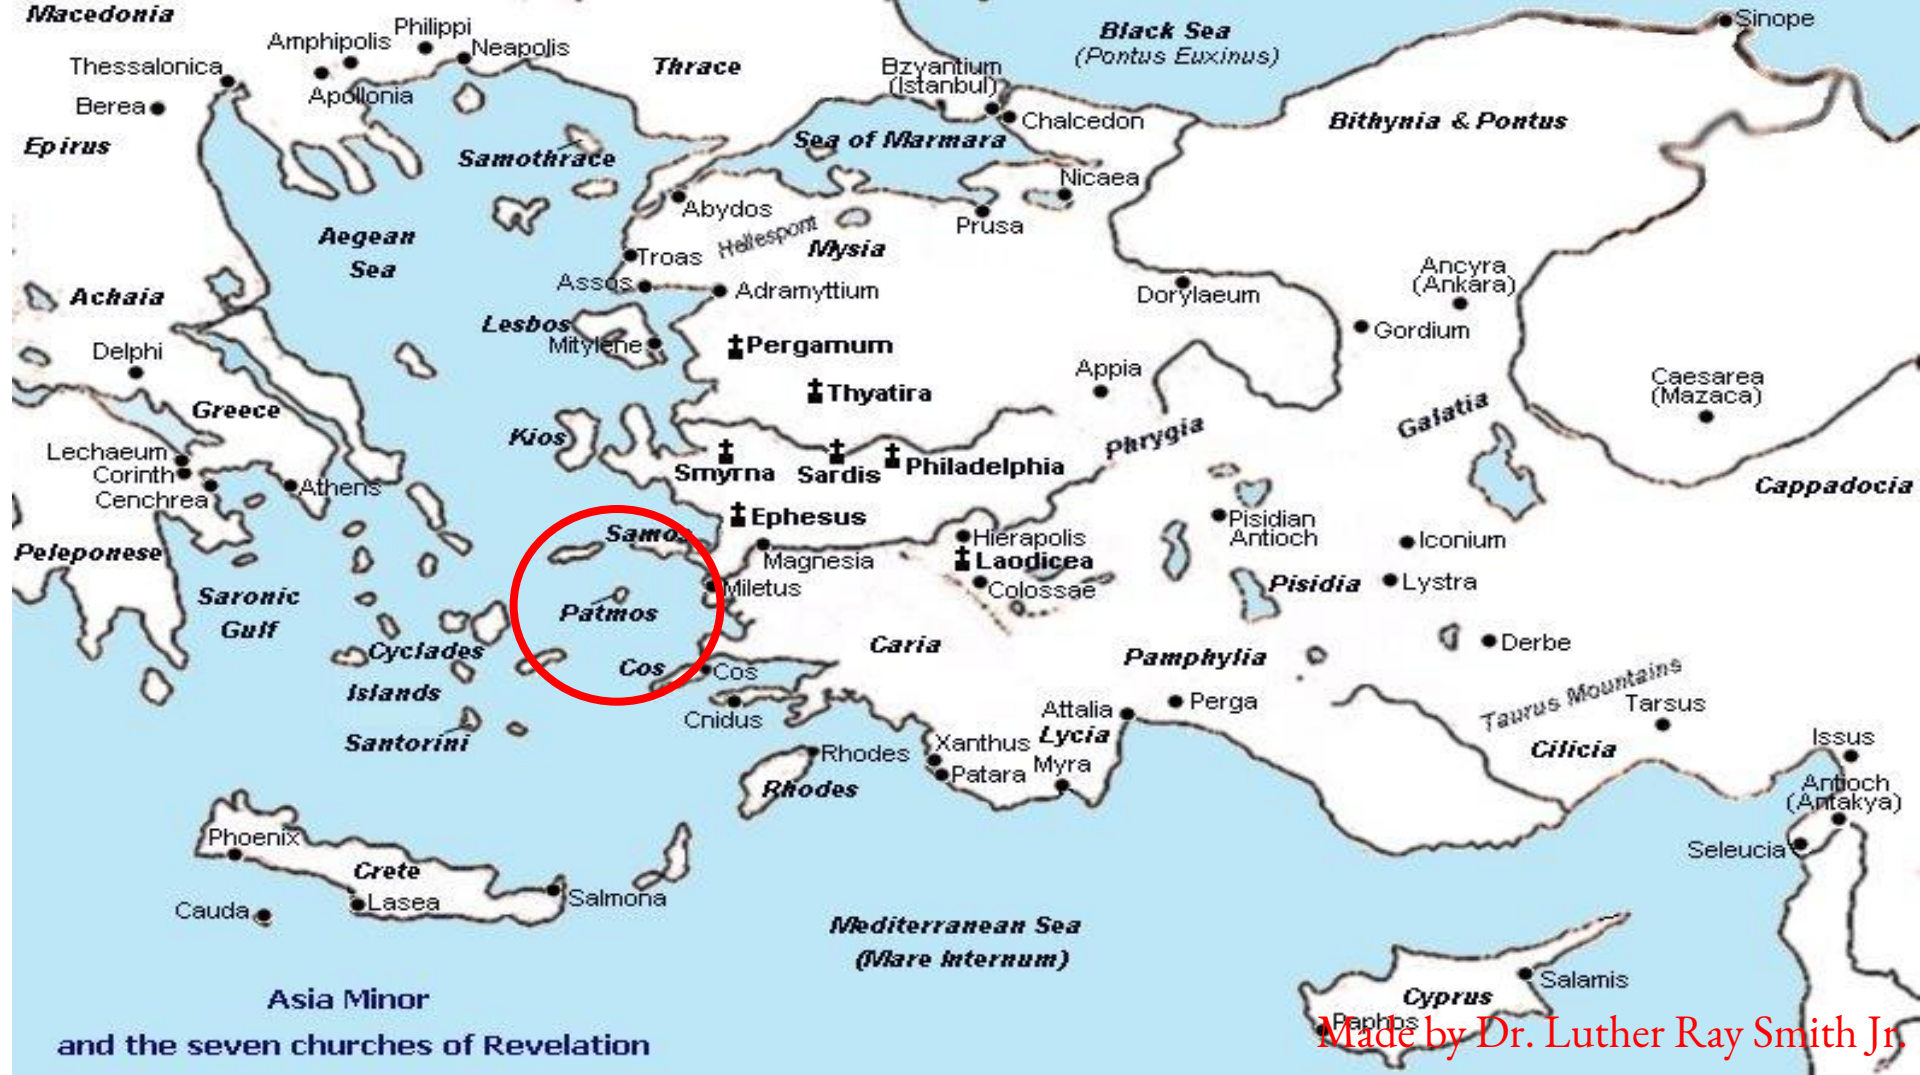 Macedonia
Philippi
Amphipolis
Neapolis
Thessalonica
Apollonia
Berea
Epirus
Thrace
Black Sea
(Pontus Euxinus)
Sinope
Bzyantium
(Istanbul)
Chalcedon
Bithynia & Pontus
Sea of Marmara
Samothrace
Nicaea
Abydos
Hellespont
Prusa
Mysia
Aegean
Sea
Troas
Assos
Adramyttium
Dorylaeum
Ancyra
(Ankara)
Gordium
Achaia
Lesbos
Mitylene
Pergamum
Delphi
Appia
Thyatira
Caesarea
(Mazaca)
Greece
Galatia
Kios
Phrygia
Lechaeum
Corinth
Cenchrea
Athens
Smyrna
Sardis
Philadelphia
Cappadocia
Ephesus
Pisidian
Antioch
Samos
Hierapolis
Iconium
Peleponese
Magnesia
Laodicea
Colossae
Pisidia
Lystra
Miletus
Patmos
Saronic
Gulf
Caria
Derbe
Cyclades
Islands
Pamphylia
Cos
Cos
Taurus Mountains
Perga
Tarsus
Cnidus
Attalia
Lycia
Santorini
Xanthus
Rhodes
Cilicia
Issus
Patara
Myra
Rhodes
Antioch
(Antakya)
Phoenix
Seleucia
Crete
Lasea
Salmona
Cauda
Mediterranean Sea
(Mare Internum)
Salamis
Cyprus
Paphos
Asia Minor
and the seven churches of Revelation
Made by Dr. Luther Ray Smith Jr.